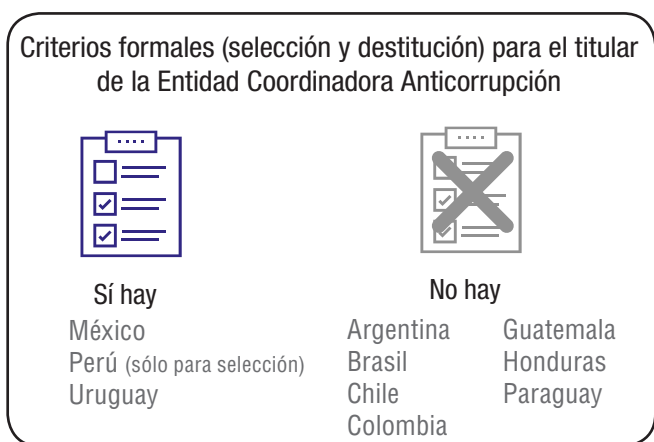 Criterios formales (selección y destitución) para el titular
de la Entidad Coordinadora Anticorrupción
Sí hay
México
Perú (sólo para selección)
Uruguay
No hay
Argentina
Brasil
Chile
Colombia
Guatemala
Honduras
Paraguay